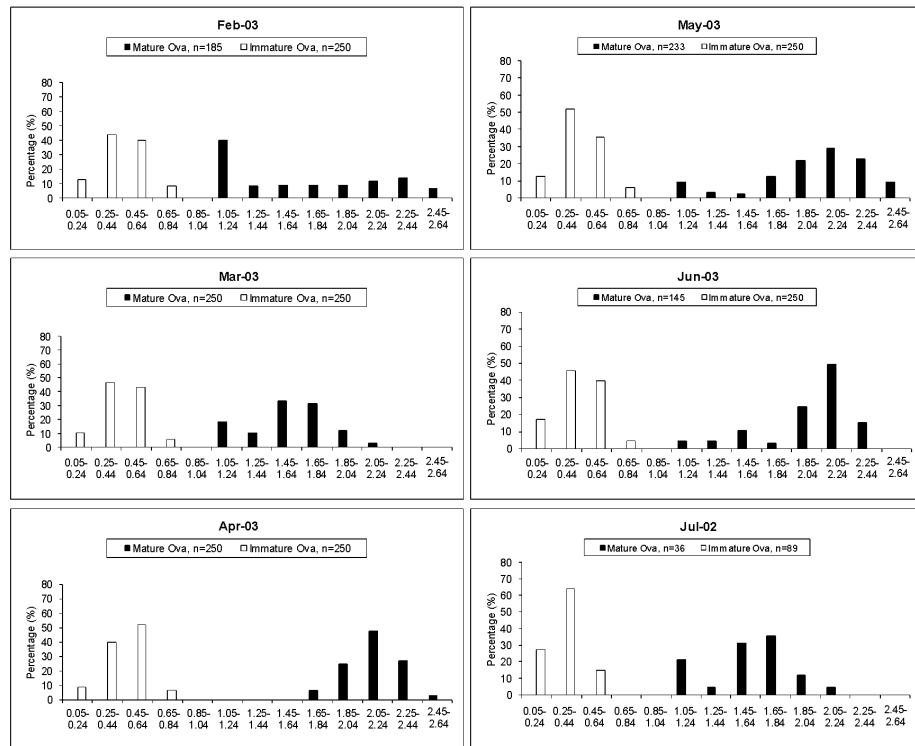 Feb-03
Mature Ova, n=185 Immature Ova, n=250
Percentage (%)
80
70
60
50
40
30
20
10
0
0.05- 0.25- 0.45- 0.65- 0.85- 1.05- 1.25- 1.45- 1.65- 1.85- 2.05- 2.25- 2.45-
0.24 0.44 0.64 0.84 1.04 1.24 1.44 1.64 1.84 2.04 2.24 2.44 2.64
May-03
Mature Ova, n=233 Immature Ova, n=250
Percentage (%)
80
70
60
50
40
30
20
10
0
0.05- 0.25- 0.45- 0.65- 0.85- 1.05- 1.25- 1.45- 1.65- 1.85- 2.05- 2.25- 2.45-
0.24 0.44 0.64 0.84 1.04 1.24 1.44 1.64 1.84 2.04 2.24 2.44 2.64
Mar-03
Mature Ova, n=250 Immature Ova, n=250
Percentage (%)
80
70
60
50
40
30
20
10
0
0.05- 0.25- 0.45- 0.65- 0.85- 1.05- 1.25- 1.45- 1.65- 1.85- 2.05- 2.25- 2.45-
0.24 0.44 0.64 0.84 1.04 1.24 1.44 1.64 1.84 2.04 2.24 2.44 2.64
Jun-03
Mature Ova, n=145 Immature Ova, n=250
Percentage (%)
80
70
60
50
40
30
20
10
0
0.05- 0.25- 0.45- 0.65- 0.85- 1.05- 1.25- 1.45- 1.65- 1.85- 2.05- 2.25- 2.45-
0.24 0.44 0.64 0.84 1.04 1.24 1.44 1.64 1.84 2.04 2.24 2.44 2.64
Apr-03
Mature Ova, n=250 Immature Ova, n=250
Percentage (%)
80
70
60
50
40
30
20
10
0
0.05- 0.25- 0.45- 0.65- 0.85- 1.05- 1.25- 1.45- 1.65- 1.85- 2.05- 2.25- 2.45-
0.24 0.44 0.64 0.84 1.04 1.24 1.44 1.64 1.84 2.04 2.24 2.44 2.64
Jul-02
Mature Ova, n=36 Immature Ova, n=89
Percentage (%)
80
70
60
50
40
30
20
10
0
0.05- 0.25- 0.45- 0.65- 0.85- 1.05- 1.25- 1.45- 1.65- 1.85- 2.05- 2.25- 2.45-
0.24 0.44 0.64 0.84 1.04 1.24 1.44 1.64 1.84 2.04 2.24 2.44 2.64